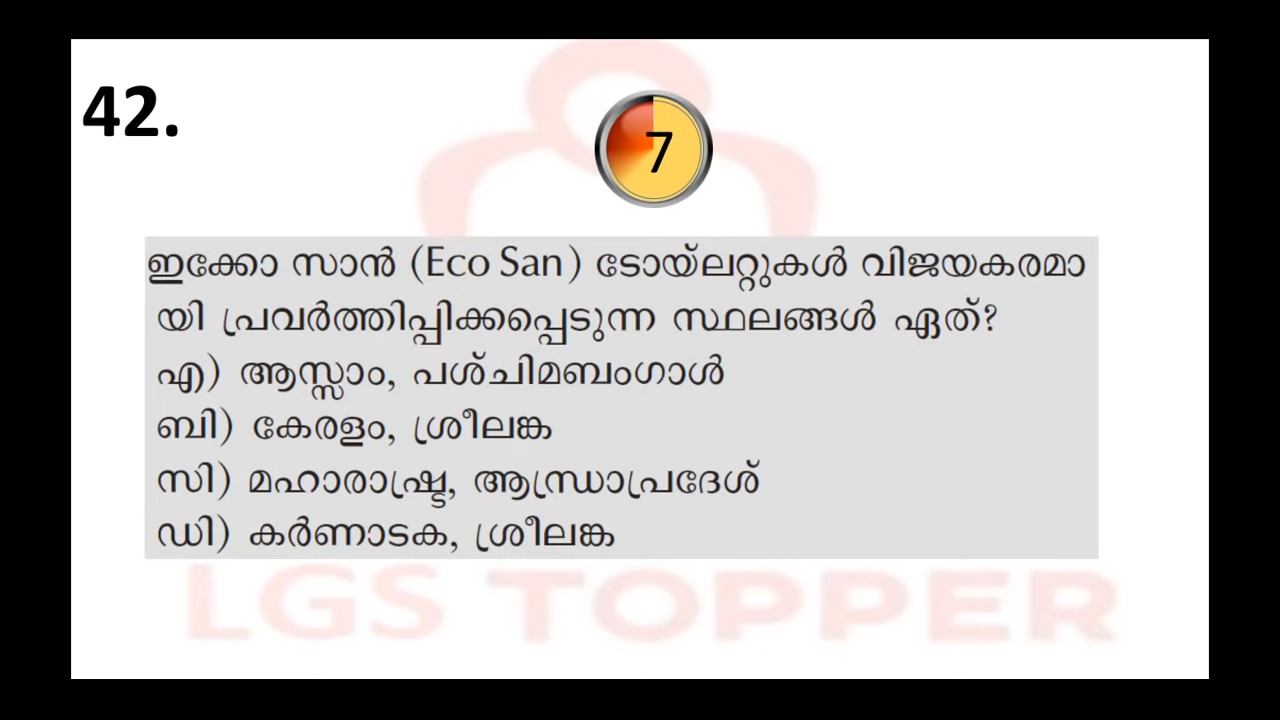 42.
7
ഇക്കോ സാൻ (Eco San) ടോയ്‌ലറ്റുകൾ വിജയകരമാ
യി പ്രവർത്തിപ്പിക്കപ്പെടുന്ന സ്ഥലങ്ങൾ ഏത്?
എ) ആസ്സാം, പശ്ചിമബംഗാൾ
ബി) കേരളം, ശ്രീലങ്ക
സി) മഹാരാഷ്ട്ര, ആന്ധ്രാപ്രദേശ്
ഡി) കർണാടക, ശ്രീലങ്ക
LGS TOPPER